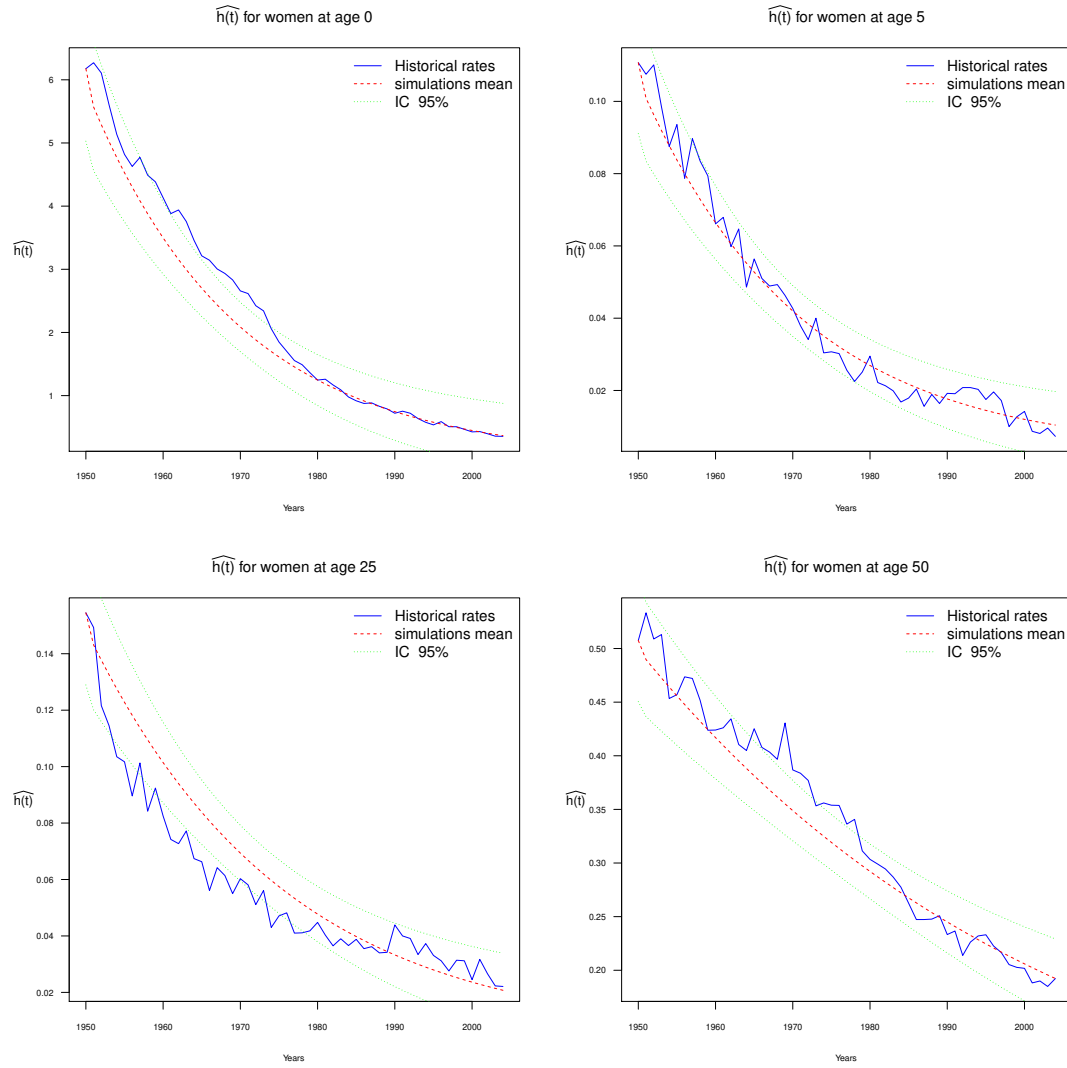 h(t) for women at age 0
Historical rates
simulations mean
IC 95%
6
5
4
3
2
1
h(t)
1950 1960 1970 1980 1990 2000
Years
h(t) for women at age 5
Historical rates
simulations mean
IC 95%
0.10
0.08
0.06
0.04
0.02
h(t)
1950 1960 1970 1980 1990 2000
Years
h(t) for women at age 25
Historical rates
simulations mean
IC 95%
0.14
0.12
0.10
0.08
0.06
0.04
0.02
h(t)
1950 1960 1970 1980 1990 2000
Years
h(t) for women at age 50
Historical rates
simulations mean
IC 95%
0.50
0.45
0.40
0.35
0.30
0.25
0.20
h(t)
1950 1960 1970 1980 1990 2000
Years